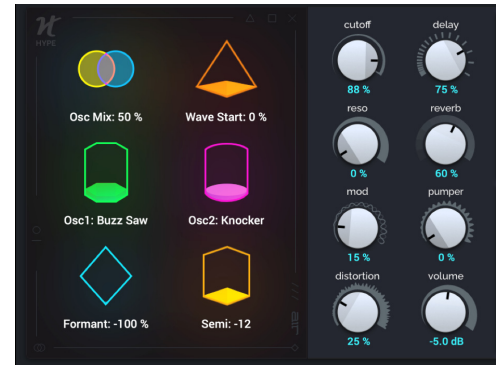 HYPE
Osc Mix: 50 %
Wave Start: 0 %
Osc1: Buzz Saw
Osc2: Knocker
Formant: -100 %
Semi: -12
air
cutoff
delay
88 %
75 %
reso
reverb
0 %
60 %
mod
pumper
15 %
0 %
distortion
volume
25 %
-5.0 dB